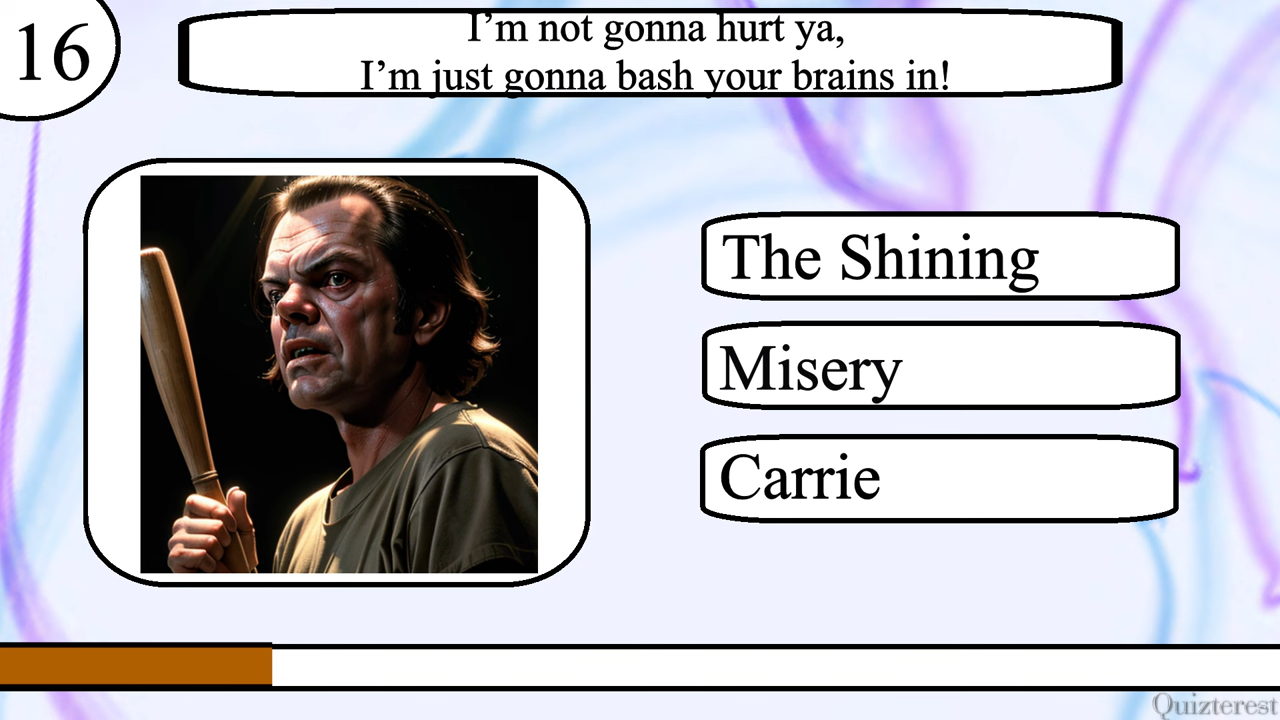 16
I’m not gonna hurt ya,
I’m just gonna bash your brains in!
The Shining
Misery
Carrie
Quizterest